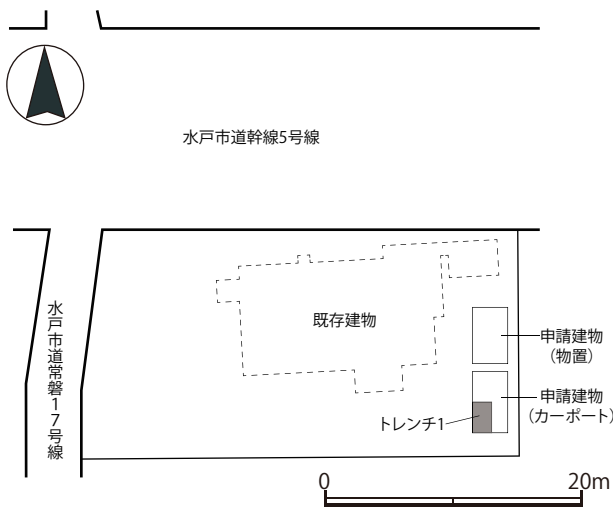 水戸市道幹線5号線
既存建物
水戸市道常磐17号線
申請建物
（物置）
申請建物
（カーポート）
トレンチ1
0
20m